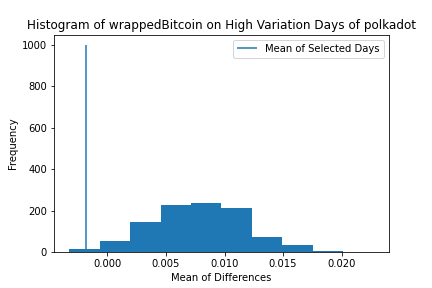 Histogram of wrappedBitcoin on High Variation Days of polkadot
Mean of Selected Days
Frequency
1000
800
600
400
200
0
0.000 0.005 0.010 0.015 0.020
Mean of Differences